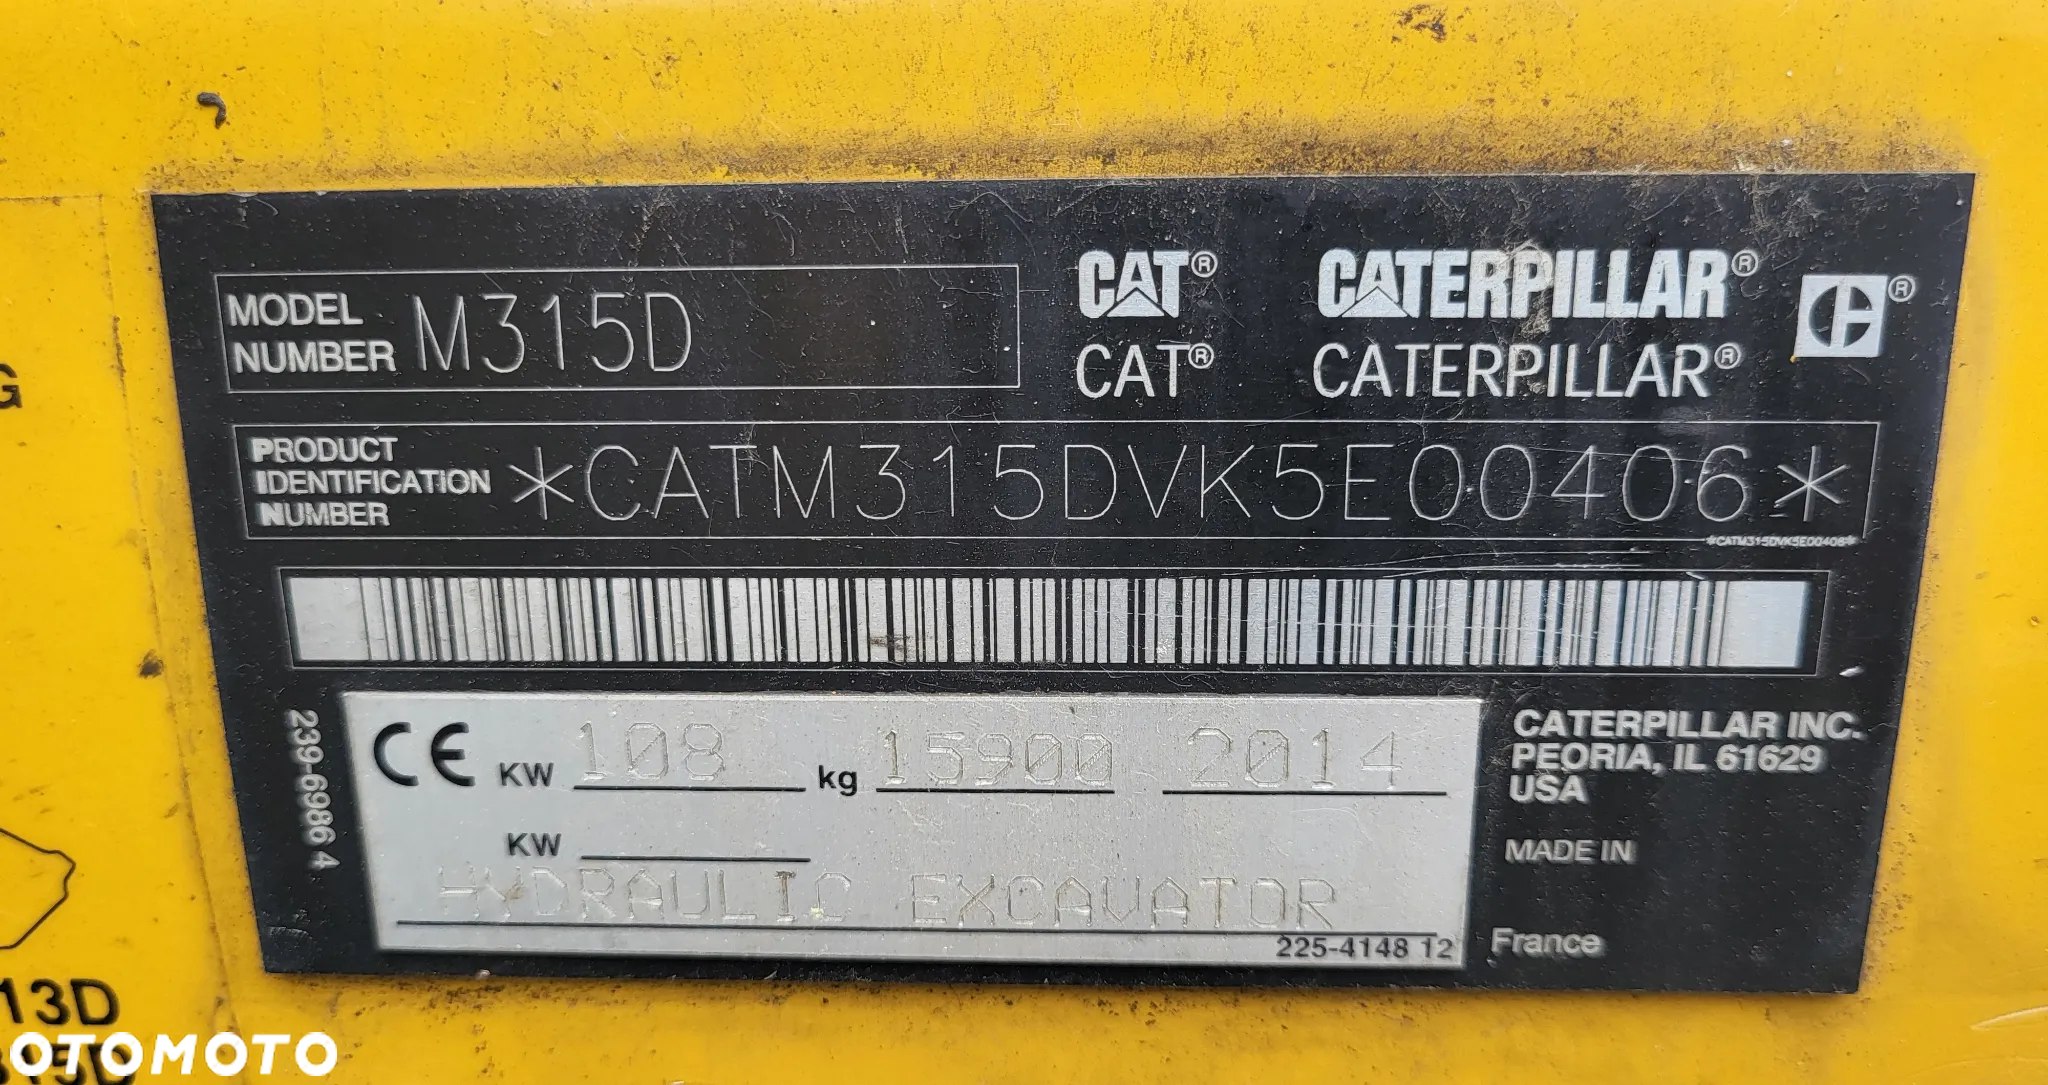 MODEL NUMBER M315D
CAT® CATERPILLAR® ®
CAT® CATERPILLAR®
PRODUCT IDENTIFICATION NUMBER *CATM315DVK5E00406*
*CATM315DVK5E00406*
239-6986 4
CE KW 108 kg 15900 2014
KW
HYDRAULIC EXCAVATOR
225-4148 12
CATERPILLAR INC.
PEORIA, IL 61629
USA
MADE IN
France
G
13D
315D
OTOMOTO